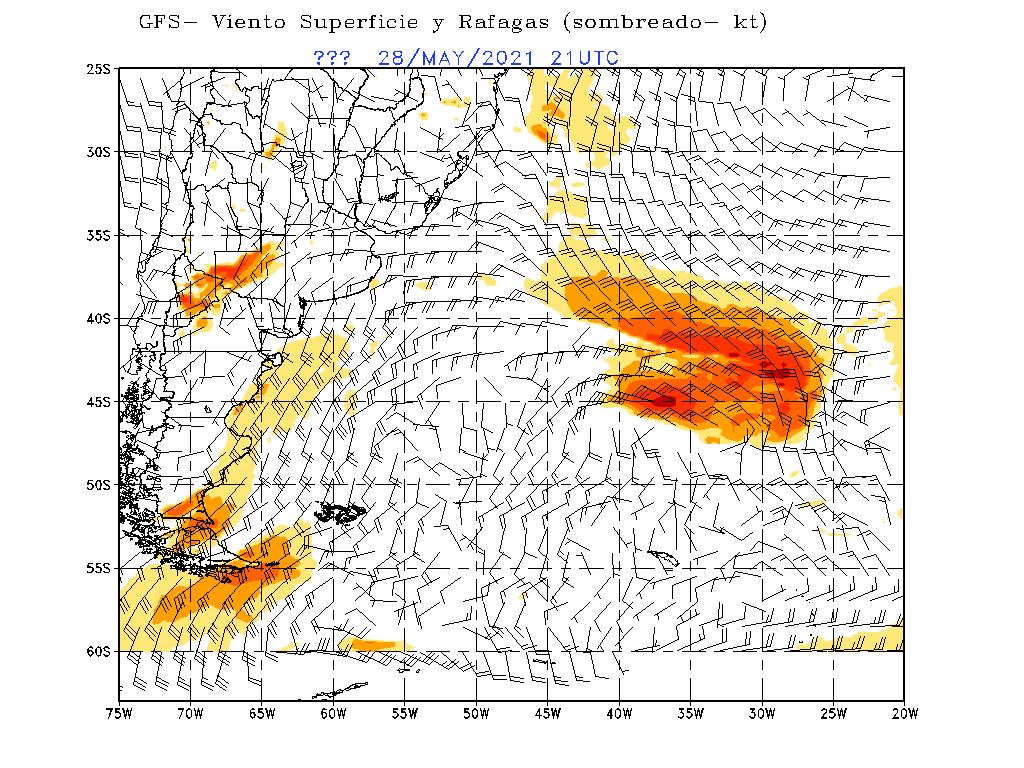 GFS− Viento Superficie y Rafagas (sombreado− kt)
??? 28/MAY/2021 21UTC
25S
30S
35S
40S
45S
50S
55S
60S
75W 70W 65W 60W 55W 50W 45W 40W 35W 30W 25W 20W